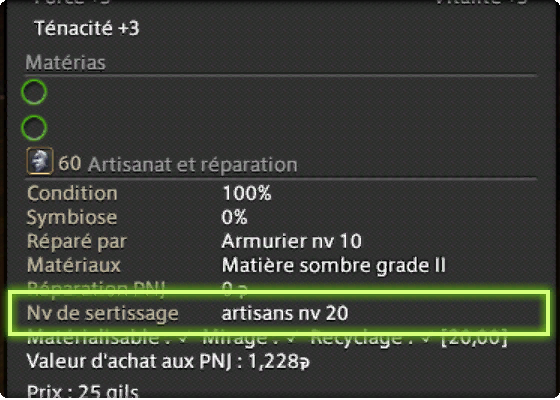 Force +3 Vitalité +3
Ténacité +3
Matérias
60 Artisanat et réparation
Condition 100%
Symbiose 0%
Réparé par Armurier nv 10
Matériaux Matière sombre grade II
Réparation PNJ 0
Nv de sertissage artisans nv 20
Matérialisable : ✓ Mirage : ✓ Recyclage : ✓ [20,00]
Valeur d'achat aux PNJ : 1,228
Prix : 25 gils